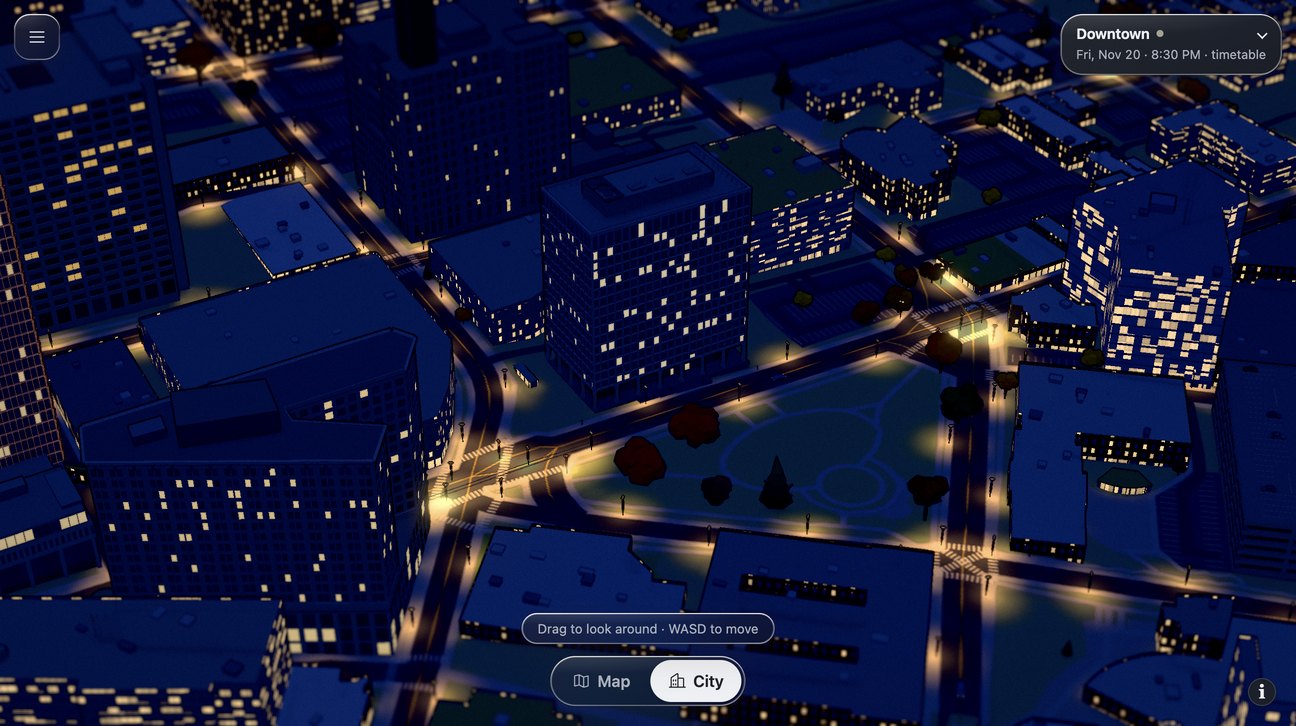 Downtown
Fri, Nov 20 · 8:30 PM · timetable
Drag to look around · WASD to move
Map
City
i